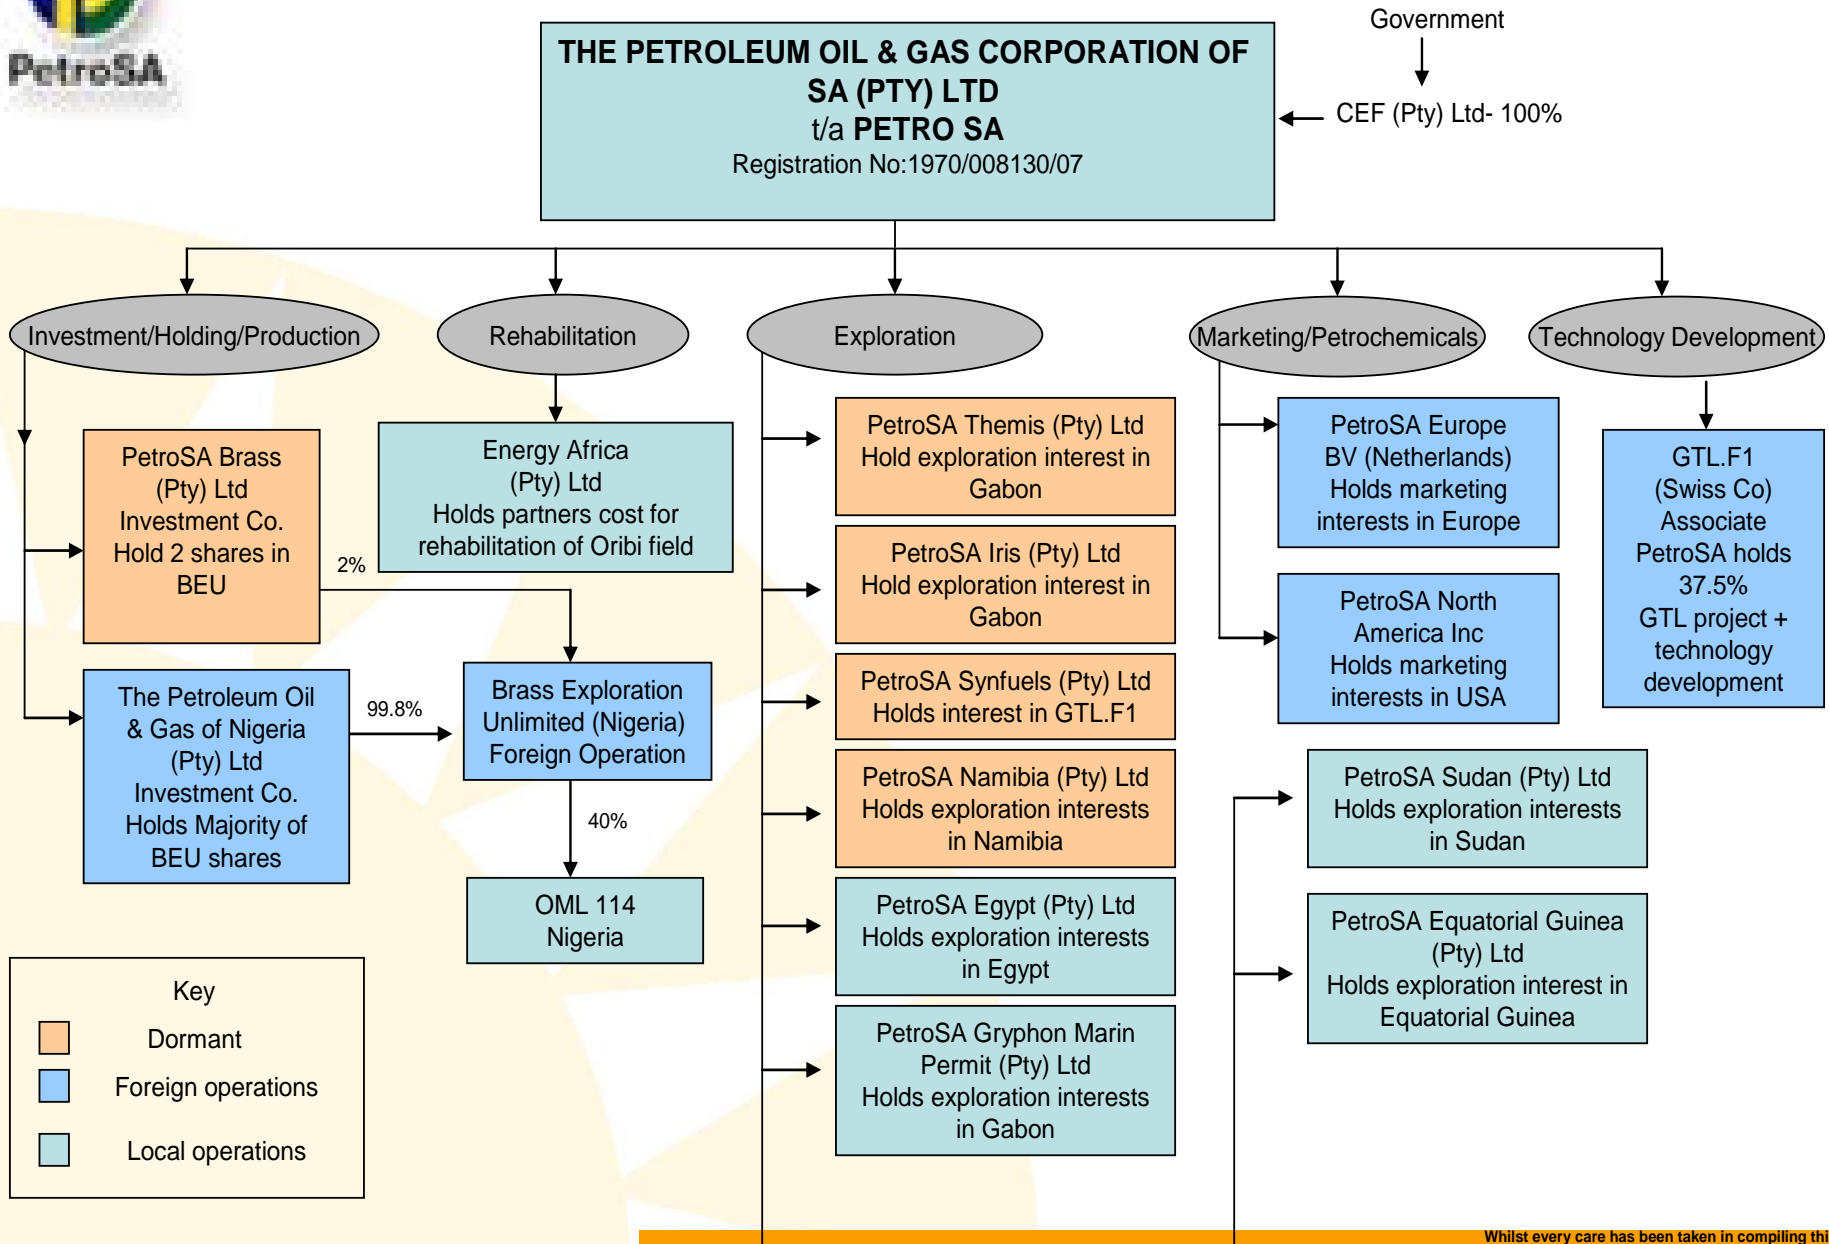 PetroSA
THE PETROLEUM OIL & GAS CORPORATION OF
SA (PTY) LTD
t/a PETRO SA
Registration No:1970/008130/07
Government
CEF (Pty) Ltd- 100%
Investment/Holding/Production
Rehabilitation
Exploration
Marketing/Petrochemicals
Technology Development
PetroSA Brass
(Pty) Ltd
Investment Co.
Hold 2 shares in
BEU
2%
The Petroleum Oil
& Gas of Nigeria
(Pty) Ltd
Investment Co.
Holds Majority of
BEU shares
99.8%
Energy Africa
(Pty) Ltd
Holds partners cost for
rehabilitation of Oribi field
Brass Exploration
Unlimited (Nigeria)
Foreign Operation
40%
OML 114
Nigeria
PetroSA Themis (Pty) Ltd
Hold exploration interest in
Gabon
PetroSA Iris (Pty) Ltd
Hold exploration interest in
Gabon
PetroSA Synfuels (Pty) Ltd
Holds interest in GTL.F1
PetroSA Namibia (Pty) Ltd
Holds exploration interests
in Namibia
PetroSA Egypt (Pty) Ltd
Holds exploration interests
in Egypt
PetroSA Gryphon Marin
Permit (Pty) Ltd
Holds exploration interests
in Gabon
PetroSA Europe
BV (Netherlands)
Holds marketing
interests in Europe
PetroSA North
America Inc
Holds marketing
interests in USA
GTL.F1
(Swiss Co)
Associate
PetroSA holds
37.5%
GTL project +
technology
development
PetroSA Sudan (Pty) Ltd
Holds exploration interests
in Sudan
PetroSA Equatorial Guinea
(Pty) Ltd
Holds exploration interest in
Equatorial Guinea
Key
Dormant
Foreign operations
Local operations
Whilst every care has been taken in compiling thi